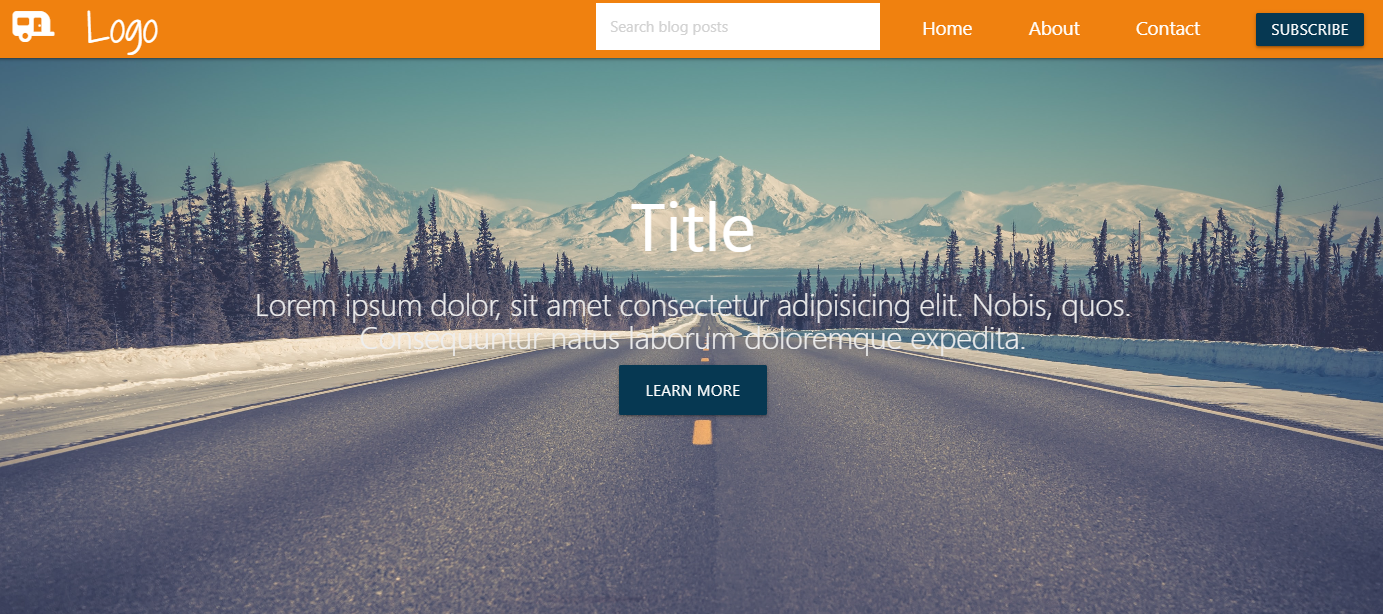 Logo
Search blog posts
Home
About
Contact
SUBSCRIBE
Title
Lorem ipsum dolor, sit amet consectetur adipisicing elit. Nobis, quos.
Consequuntur natus laborum doloremque expedita.
LEARN MORE